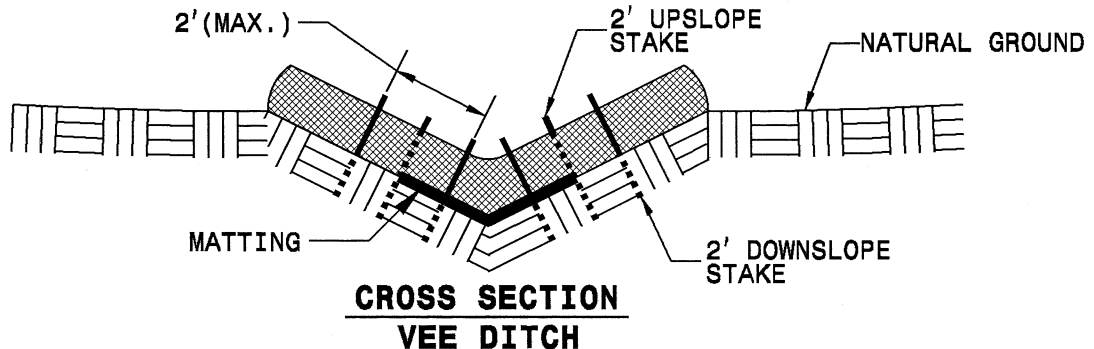 2'(MAX.)
2' UPSLOPE
STAKE
NATURAL GROUND
MATTING
2' DOWNSLOPE
STAKE
CROSS SECTION
VEE DITCH